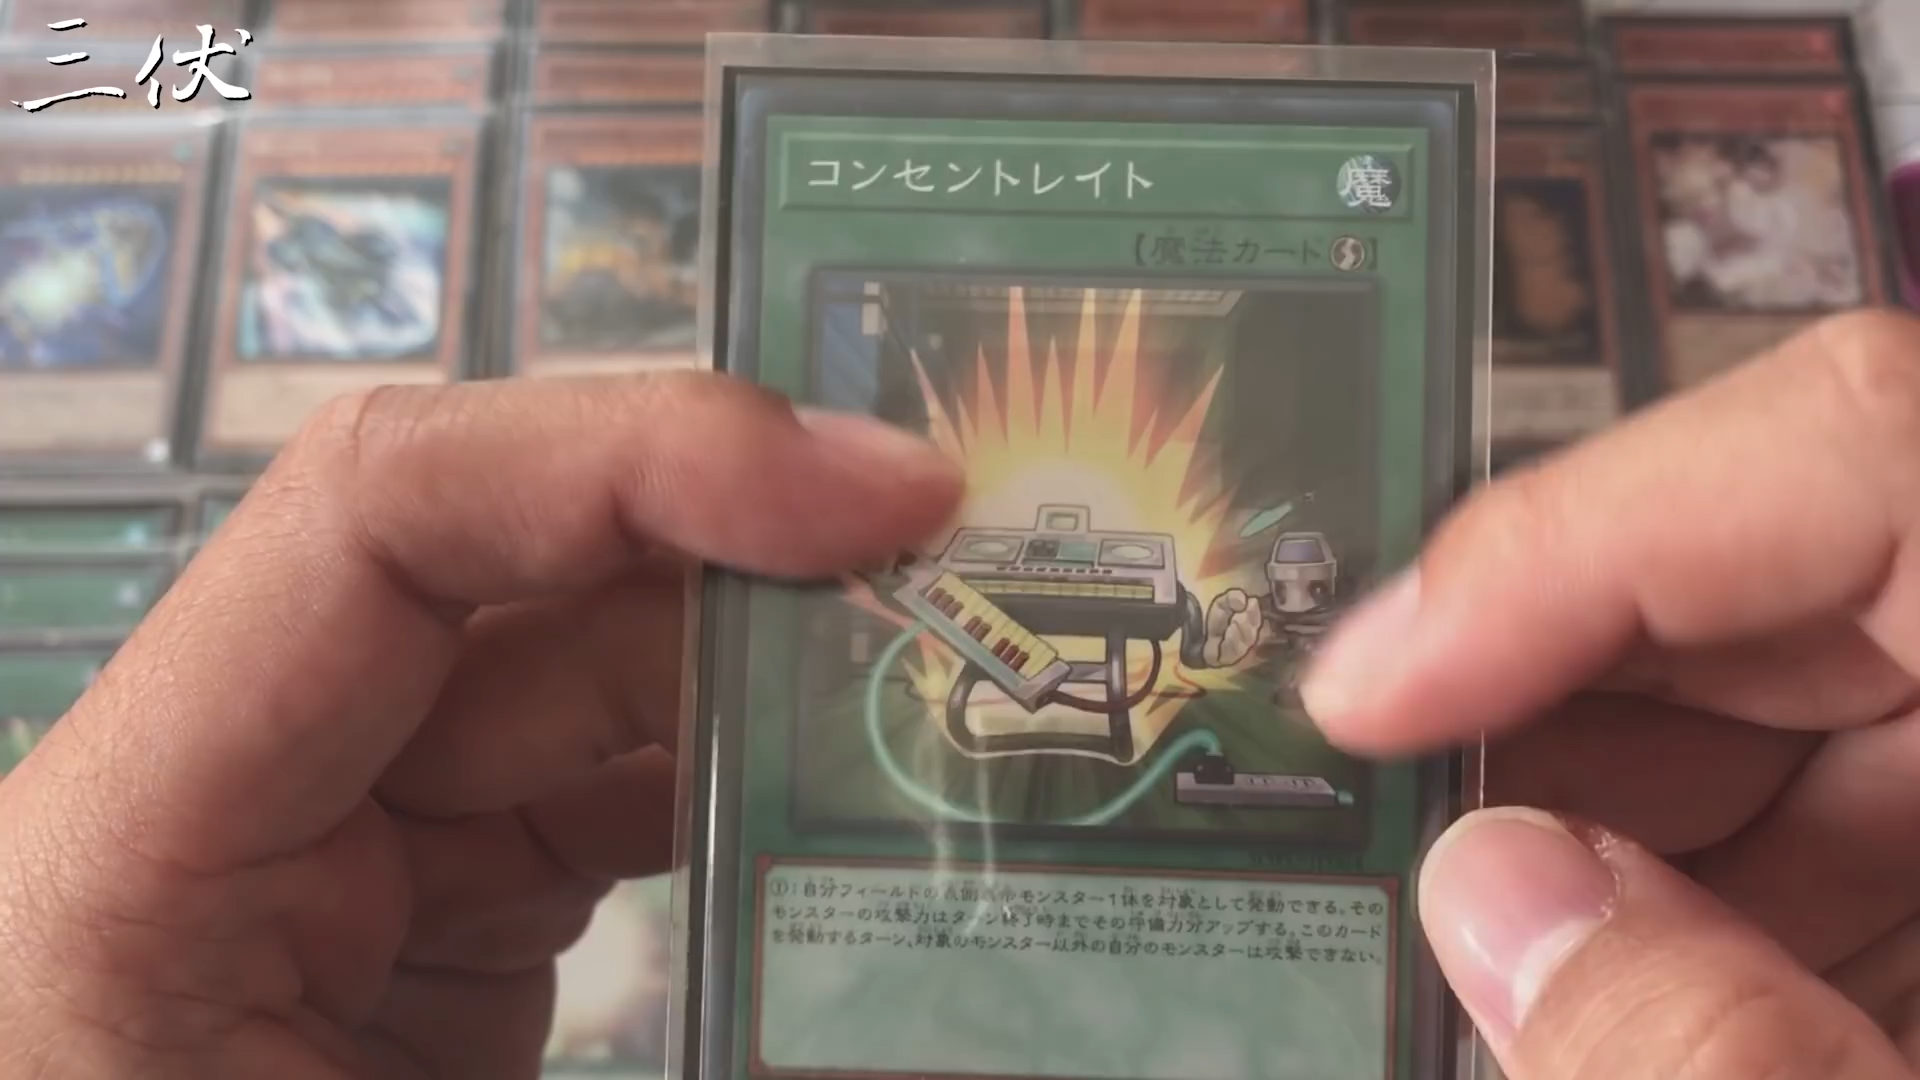 三伏
コンセントレイト
魔
【魔法カード】
①:自分フィールドの表側表示モンスター1体を対象として発動できる。その
モンスターの攻撃力はターン終了時までその守備力分アップする。このカード
を発動するターン、対象のモンスター以外の自分のモンスターは攻撃できない。